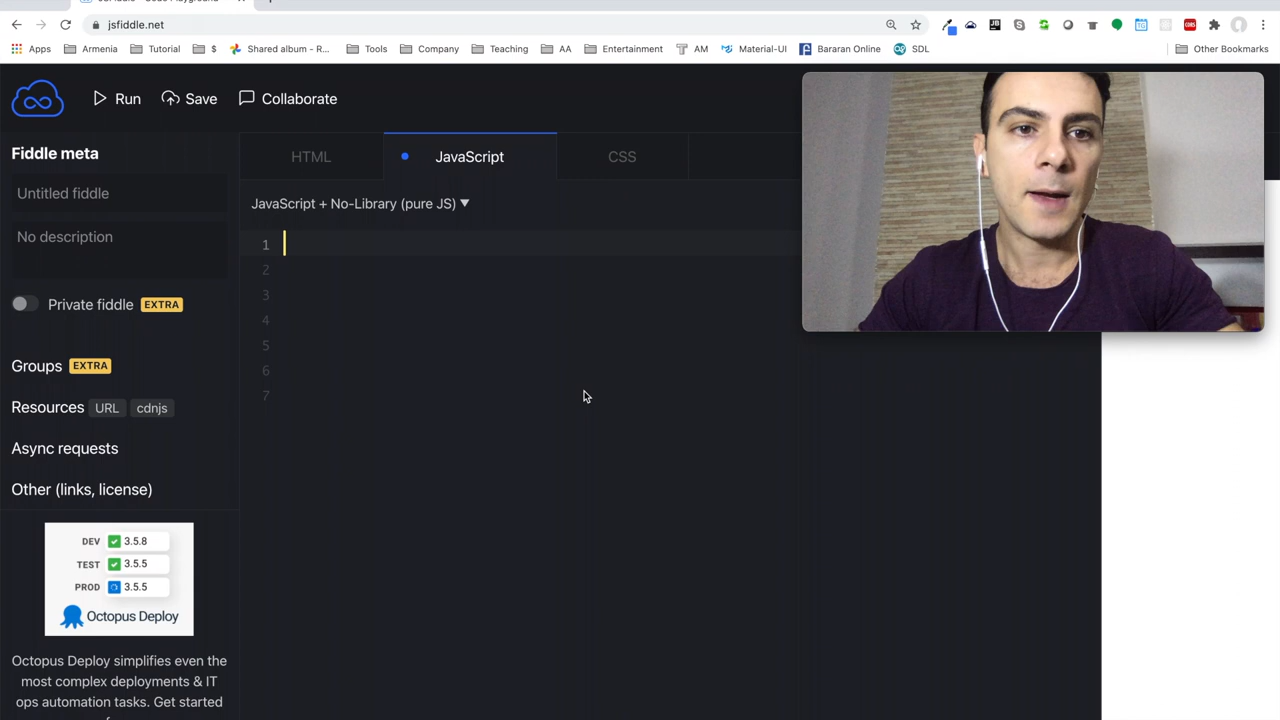 jsfiddle.net
Apps Armenia Tutorial $ Shared album - R... Tools Company Teaching AA Entertainment AM Material-UI Bararan Online SDL Other Bookmarks
Run Save Collaborate
Fiddle meta
HTML JavaScript CSS
Untitled fiddle
JavaScript + No-Library (pure JS) ▼
No description
1
2
3
4
5
6
7
Private fiddle EXTRA
Groups EXTRA
Resources URL cdnjs
Async requests
Other (links, license)
DEV 3.5.8
TEST 3.5.5
PROD 3.5.5
Octopus Deploy
Octopus Deploy simplifies even the
most complex deployments & IT
ops automation tasks. Get started